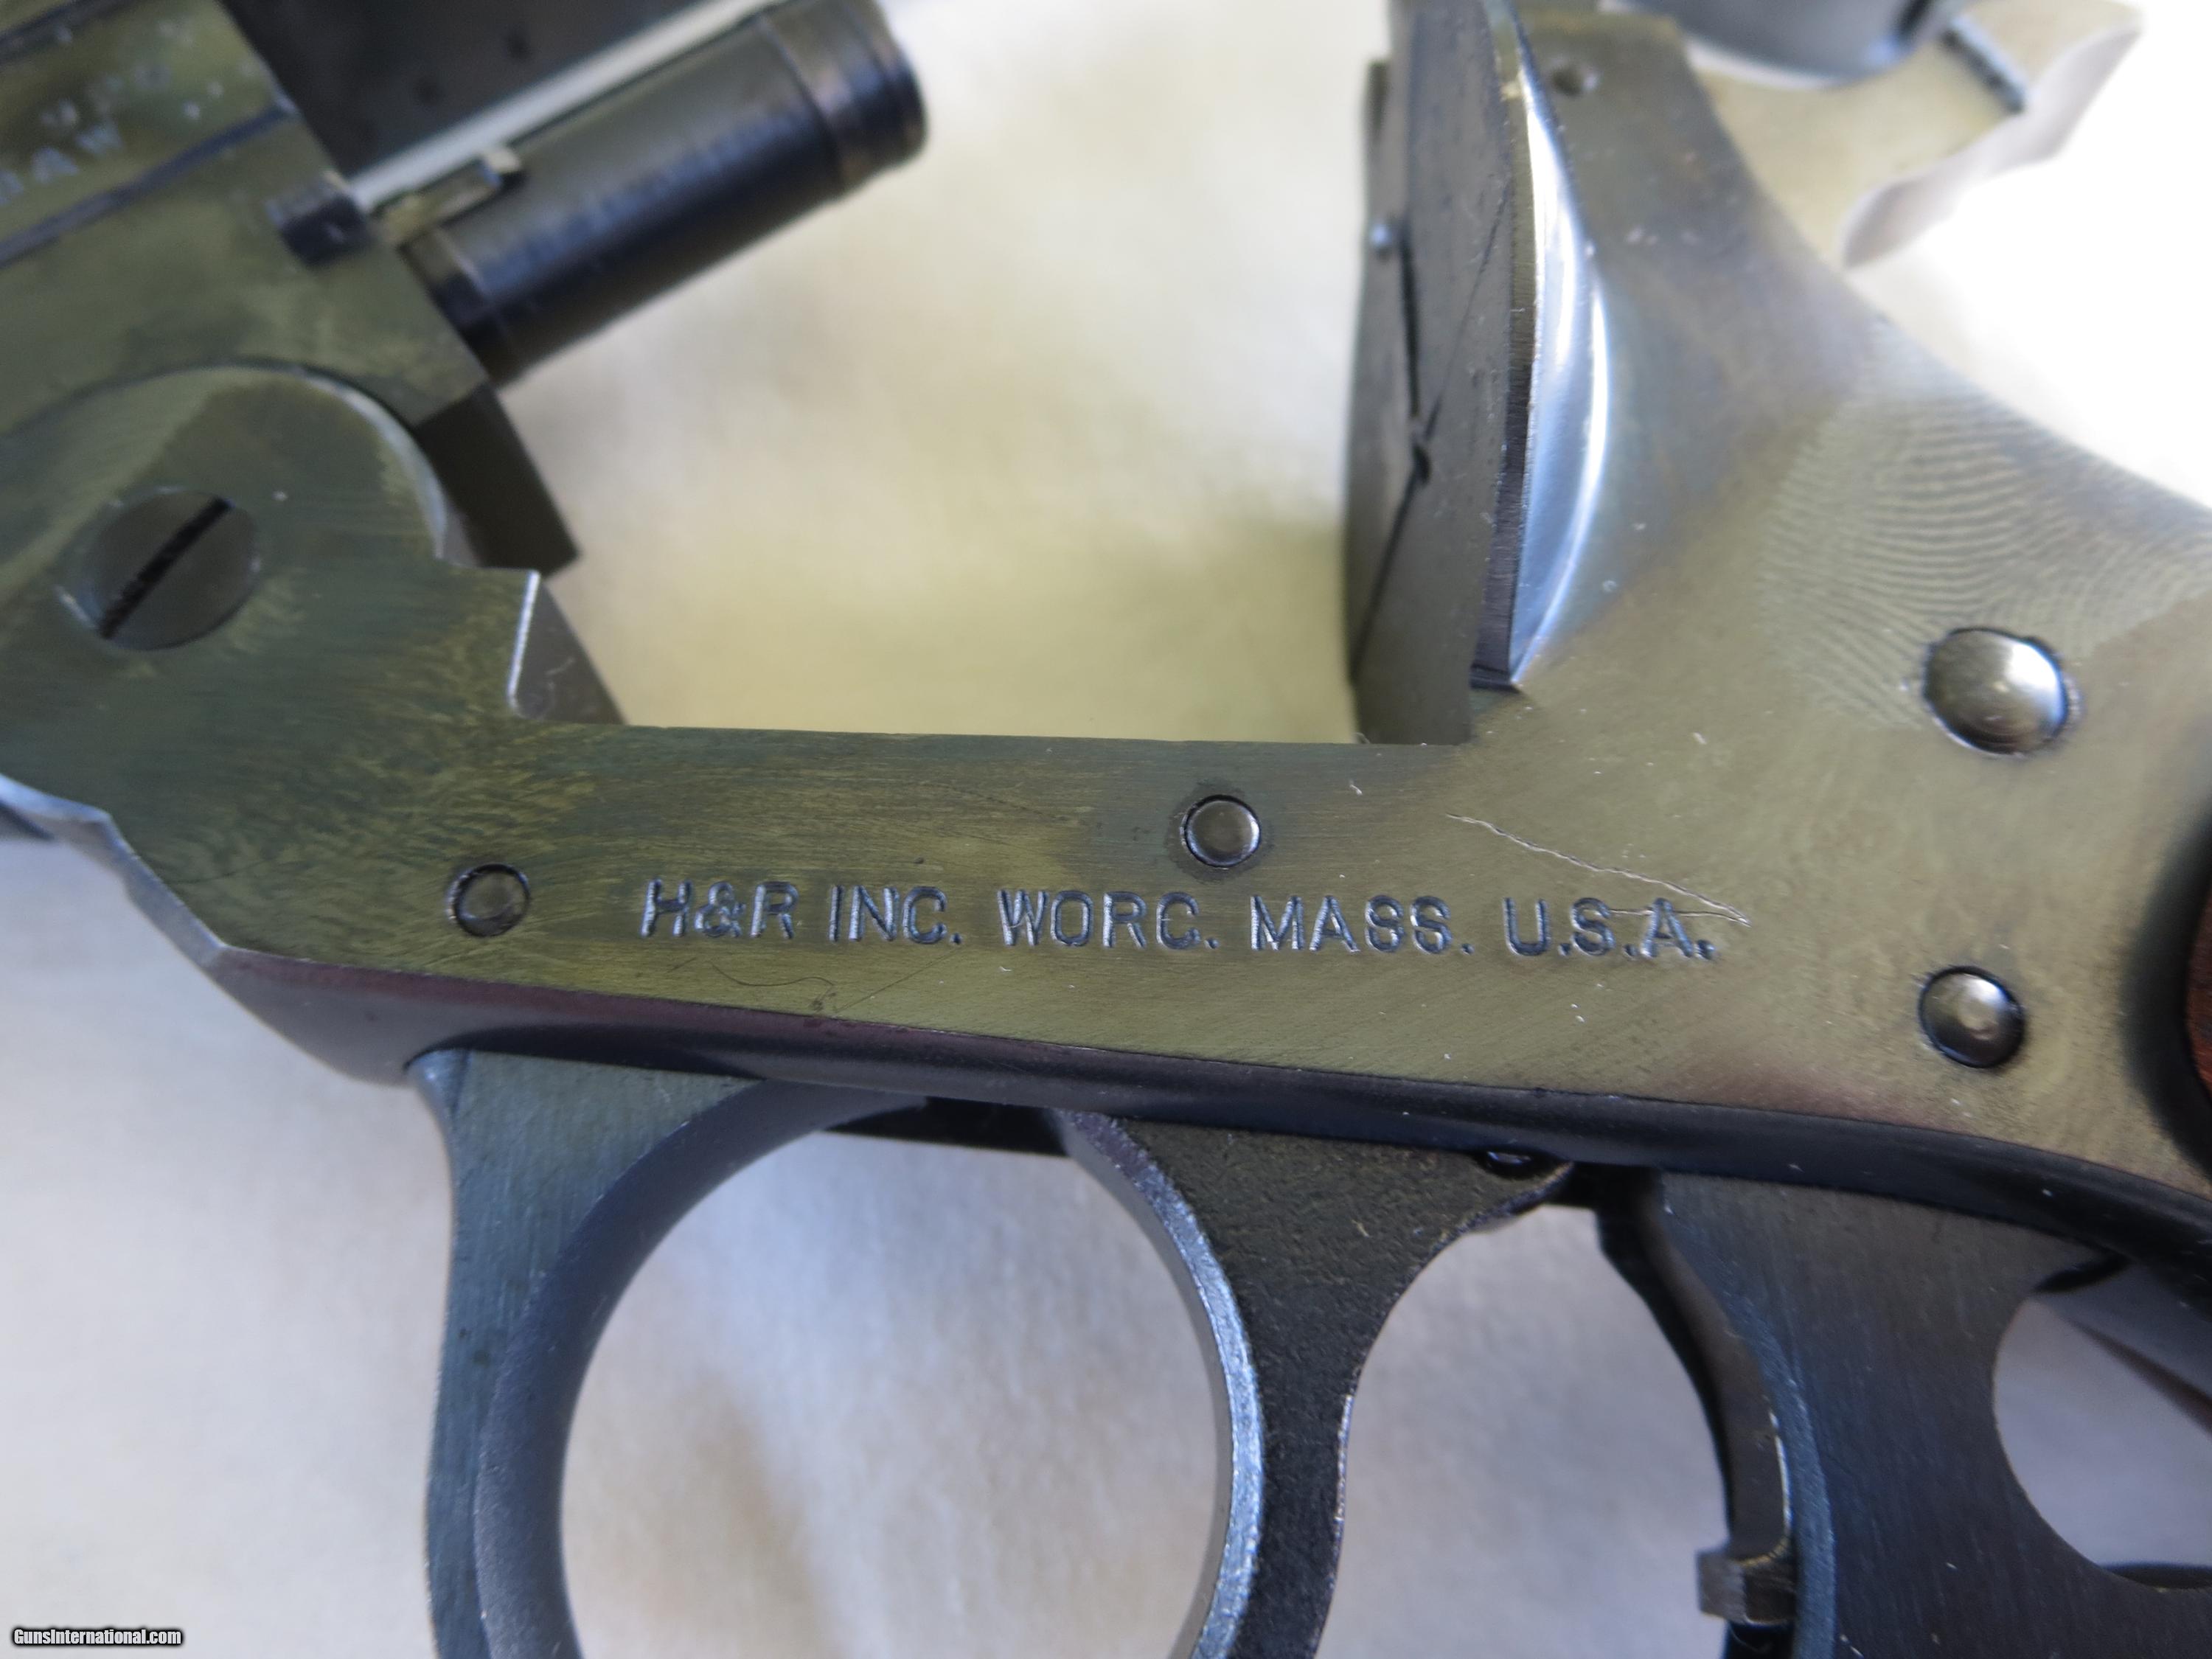 H&R INC. WORC. MASS. U.S.A.
GunsInternational.com